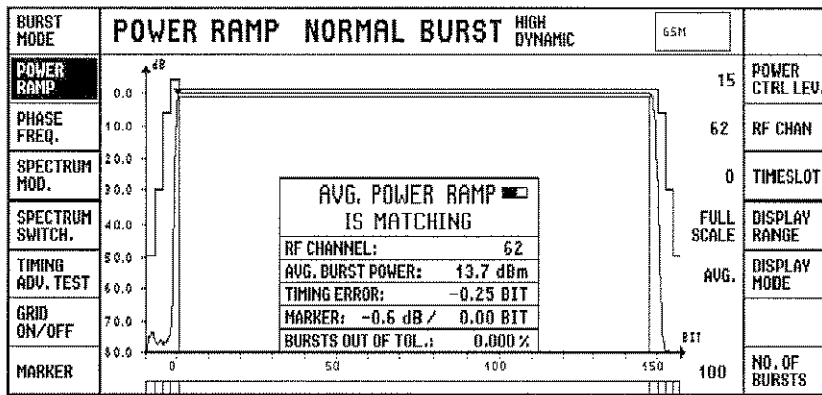 BURST MODE
POWER RAMP NORMAL BURST HIGH DYNAMIC
GSM
POWER RAMP
PHASE FREQ.
SPECTRUM MOD.
SPECTRUM SWITCH.
TIMING ADV. TEST
GRID ON/OFF
MARKER
dB
0.0
10.0
20.0
30.0
40.0
50.0
60.0
70.0
80.0
AVG. POWER RAMP
IS MATCHING
RF CHANNEL: 62
AVG. BURST POWER: 13.7 dBm
TIMING ERROR: -0.25 BIT
MARKER: -0.6 dB / 0.00 BIT
BURSTS OUT OF TOL.: 0.000 %
0 50 100 150
BIT
15 POWER CTRL LEV.
62 RF CHAN
0 TIMESLOT
FULL SCALE DISPLAY RANGE
AVG. DISPLAY MODE
100 NO. OF BURSTS